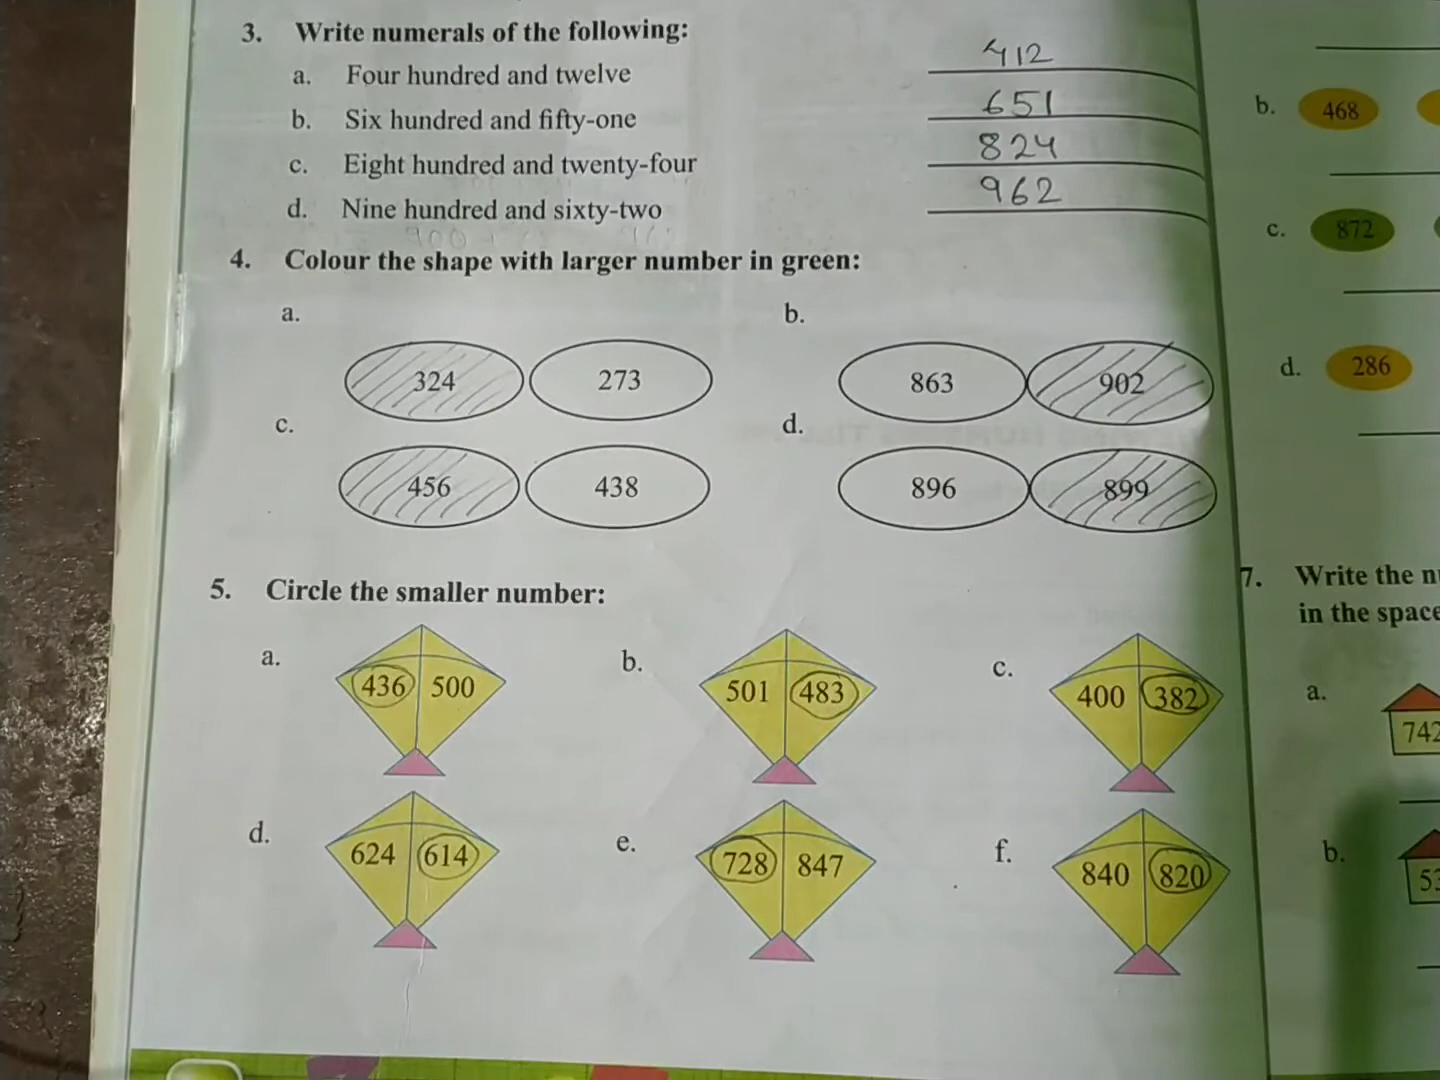 3. Write numerals of the following:
a. Four hundred and twelve 412
b. Six hundred and fifty-one 651
c. Eight hundred and twenty-four 824
d. Nine hundred and sixty-two 962
4. Colour the shape with larger number in green:
a. b.
324 273 863 902
c. d.
456 438 896 899
5. Circle the smaller number:
a. 436 500 b. 501 483 c. 400 382
d. 624 614 e. 728 847 f. 840 820
b. 468
c. 872
d. 286
7. Write the
in the space
a.
742
b.